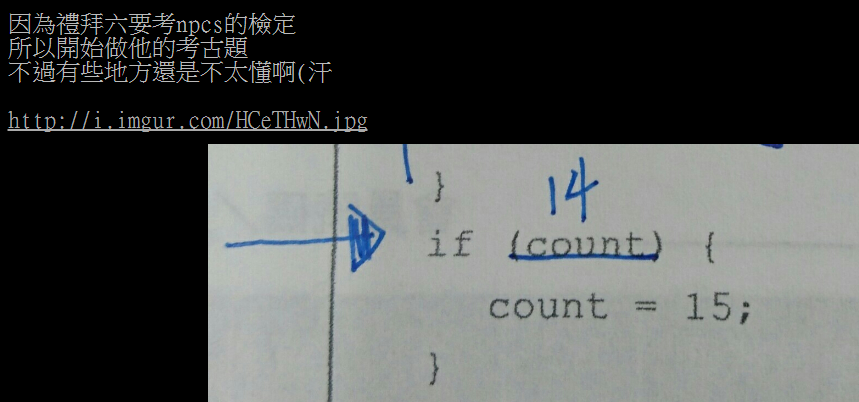 因為禮拜六要考npcs的檢定
所以開始做他的考古題
不過有些地方還是不太懂啊(汗
http://i.imgur.com/HCeTHwN.jpg
}
14
if (count) {
count = 15;
}